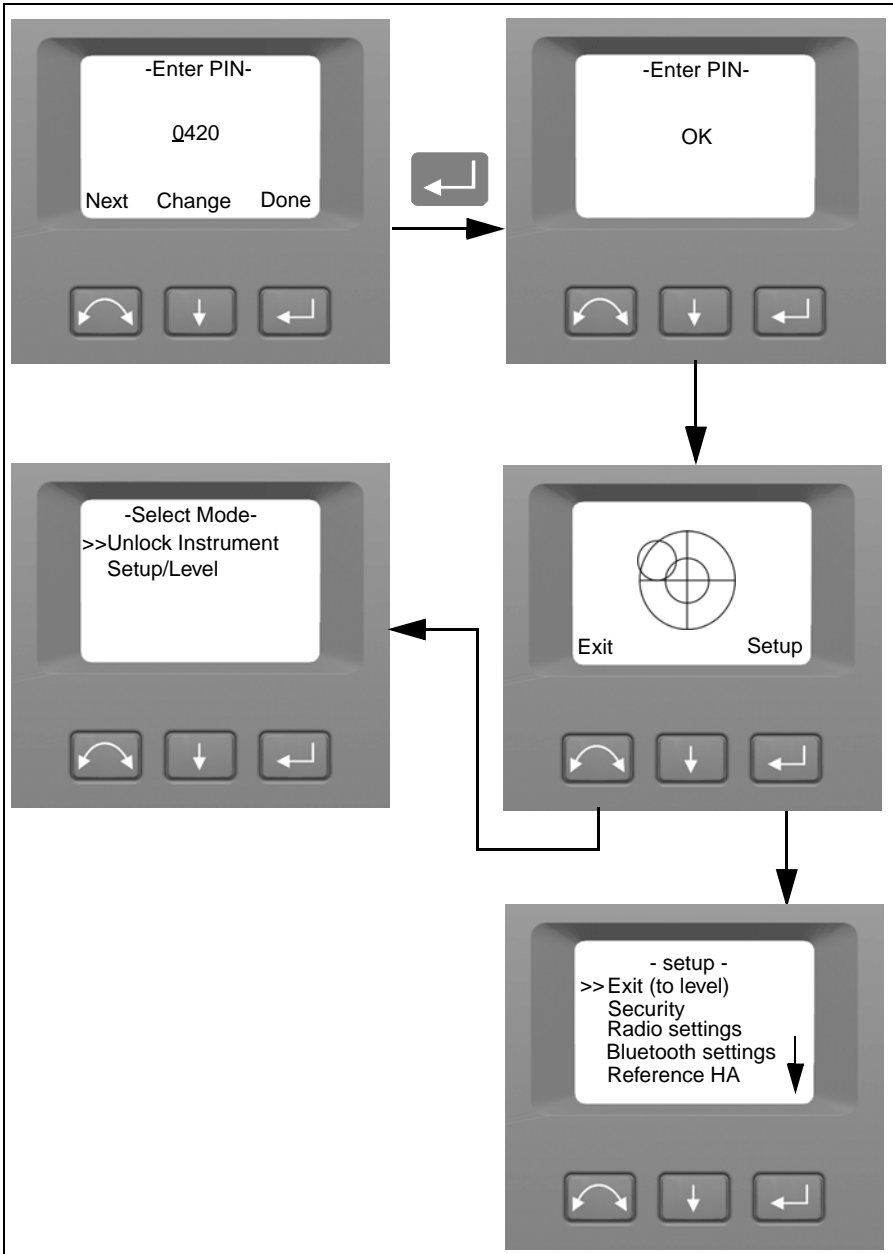 -Enter PIN-
0420
Next Change Done
-Enter PIN-
OK
-Select Mode-
>>Unlock Instrument
Setup/Level
Exit Setup
- setup -
>>Exit (to level)
Security
Radio settings
Bluetooth settings
Reference HA